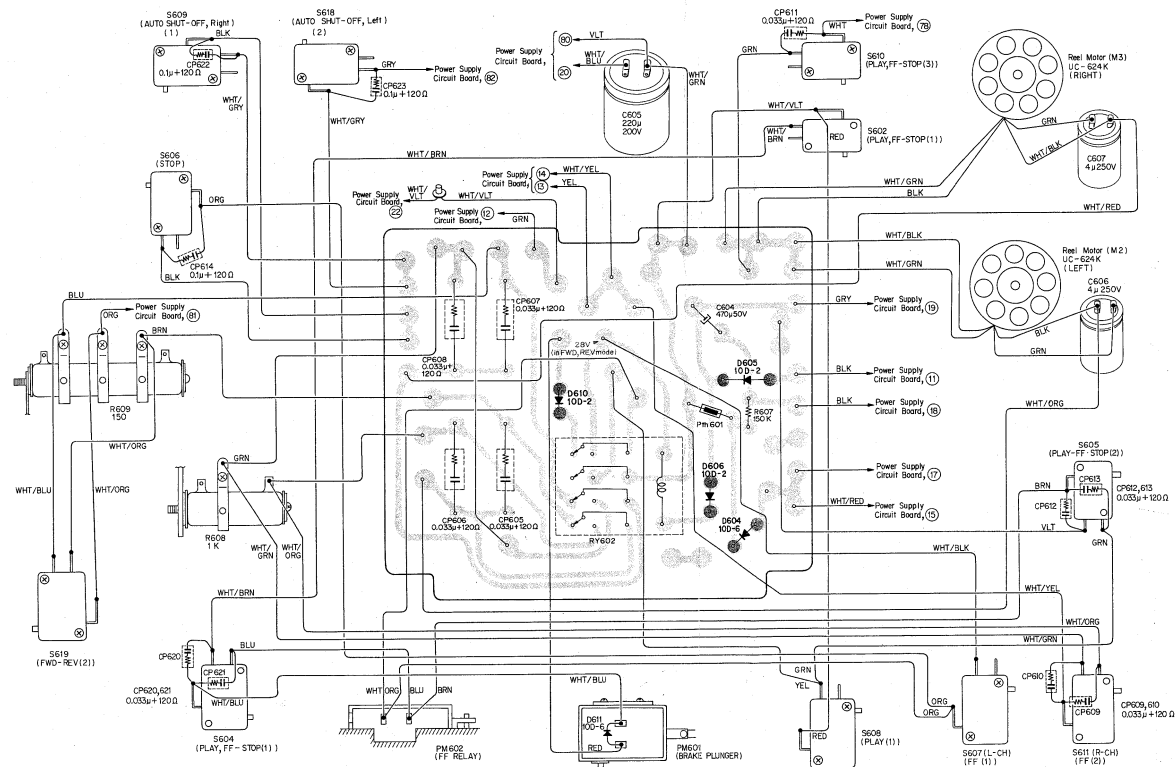 S609
(AUTO SHUT-OFF, Right)
(1)
BLK
CP622
0.1μ+120Ω
WHT/
GRY
S618
(AUTO SHUT-OFF, Left)
(2)
GRY
Power Supply
Circuit Board, 82
CP623
0.1μ+120Ω
WHT/GRY
Power Supply
Circuit Board,
80
VLT
WHT/
BLU
20
C605
220μ
200V
WHT/
GRN
CP611
0.033μ+120Ω
WHT
Power Supply
Circuit Board, 78
GRN
S610
(PLAY,FF-STOP(3))
WHT/VLT
WHT/
BRN
RED
S602
(PLAY,FF-STOP(1))
Reel Motor (M3)
UC-624K
(RIGHT)
GRN
WHT/BLK
C607
4μ250V
WHT/GRN
BLK
WHT/RED
S606
(STOP)
ORG
CP614
0.1μ+120Ω
BLK
WHT/BRN
Power Supply
Circuit Board,
14
WHT/YEL
13
YEL
Power Supply
Circuit Board,
22
WHT/
VLT
WHT/VLT
Power Supply
Circuit Board, 12
GRN
WHT/BLK
WHT/GRN
Reel Motor (M2)
UC-624K
(LEFT)
C606
4μ250V
BLK
GRN
BLU
ORG
Power Supply
Circuit Board, 81
BRN
R609
150
WHT/ORG
CP607
0.033μ+120Ω
CP608
0.033μ+
120Ω
C604
470μ50V
GRY
Power Supply
Circuit Board, 19
28V
(in FWD, REV mode)
D605
10D-2
D610
10D-2
R607
150K
Pth601
BLK
Power Supply
Circuit Board, 11
BLK
Power Supply
Circuit Board, 18
WHT/ORG
Power Supply
Circuit Board, 17
WHT/RED
Power Supply
Circuit Board, 15
WHT/BLU
WHT/ORG
GRN
R608
1K
WHT/
GRN
WHT/
ORG
CP606
0.033μ+120Ω
CP605
0.033μ+120Ω
RY602
D606
10D-2
D604
10D-6
S605
(PLAY-FF-STOP(2))
BRN
CP613
CP612,613
0.033μ+120Ω
CP612
VLT
GRN
WHT/BLK
WHT/YEL
WHT/ORG
WHT/GRN
S619
(FWD-REV(2))
WHT/BRN
CP620
BLU
CP621
CP620,621
0.033μ+120Ω
WHT/BLU
S604
(PLAY, FF-STOP(1))
WHT ORG
BLU
BRN
PM602
(FF RELAY)
WHT/BLU
D611
10D-6
RED
PM601
(BRAKE PLUNGER)
GRN
YEL
RED
S608
(PLAY(1))
ORG
ORG
S607(L-CH)
(FF(1))
CP610
CP609
CP609,610
0.033μ+120Ω
S611(R-CH)
(FF(2))